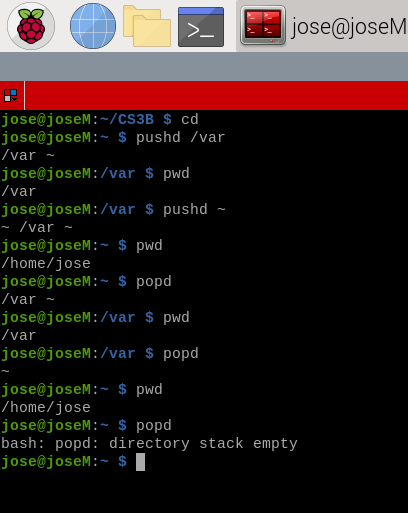 >_
jose@joseM
jose@joseM:~/CS3B $ cd
jose@joseM:~ $ pushd /var
/var ~
jose@joseM:/var $ pwd
/var
jose@joseM:/var $ pushd ~
~ /var ~
jose@joseM:~ $ pwd
/home/jose
jose@joseM:~ $ popd
/var ~
jose@joseM:/var $ pwd
/var
jose@joseM:/var $ popd
~
jose@joseM:~ $ pwd
/home/jose
jose@joseM:~ $ popd
bash: popd: directory stack empty
jose@joseM:~ $